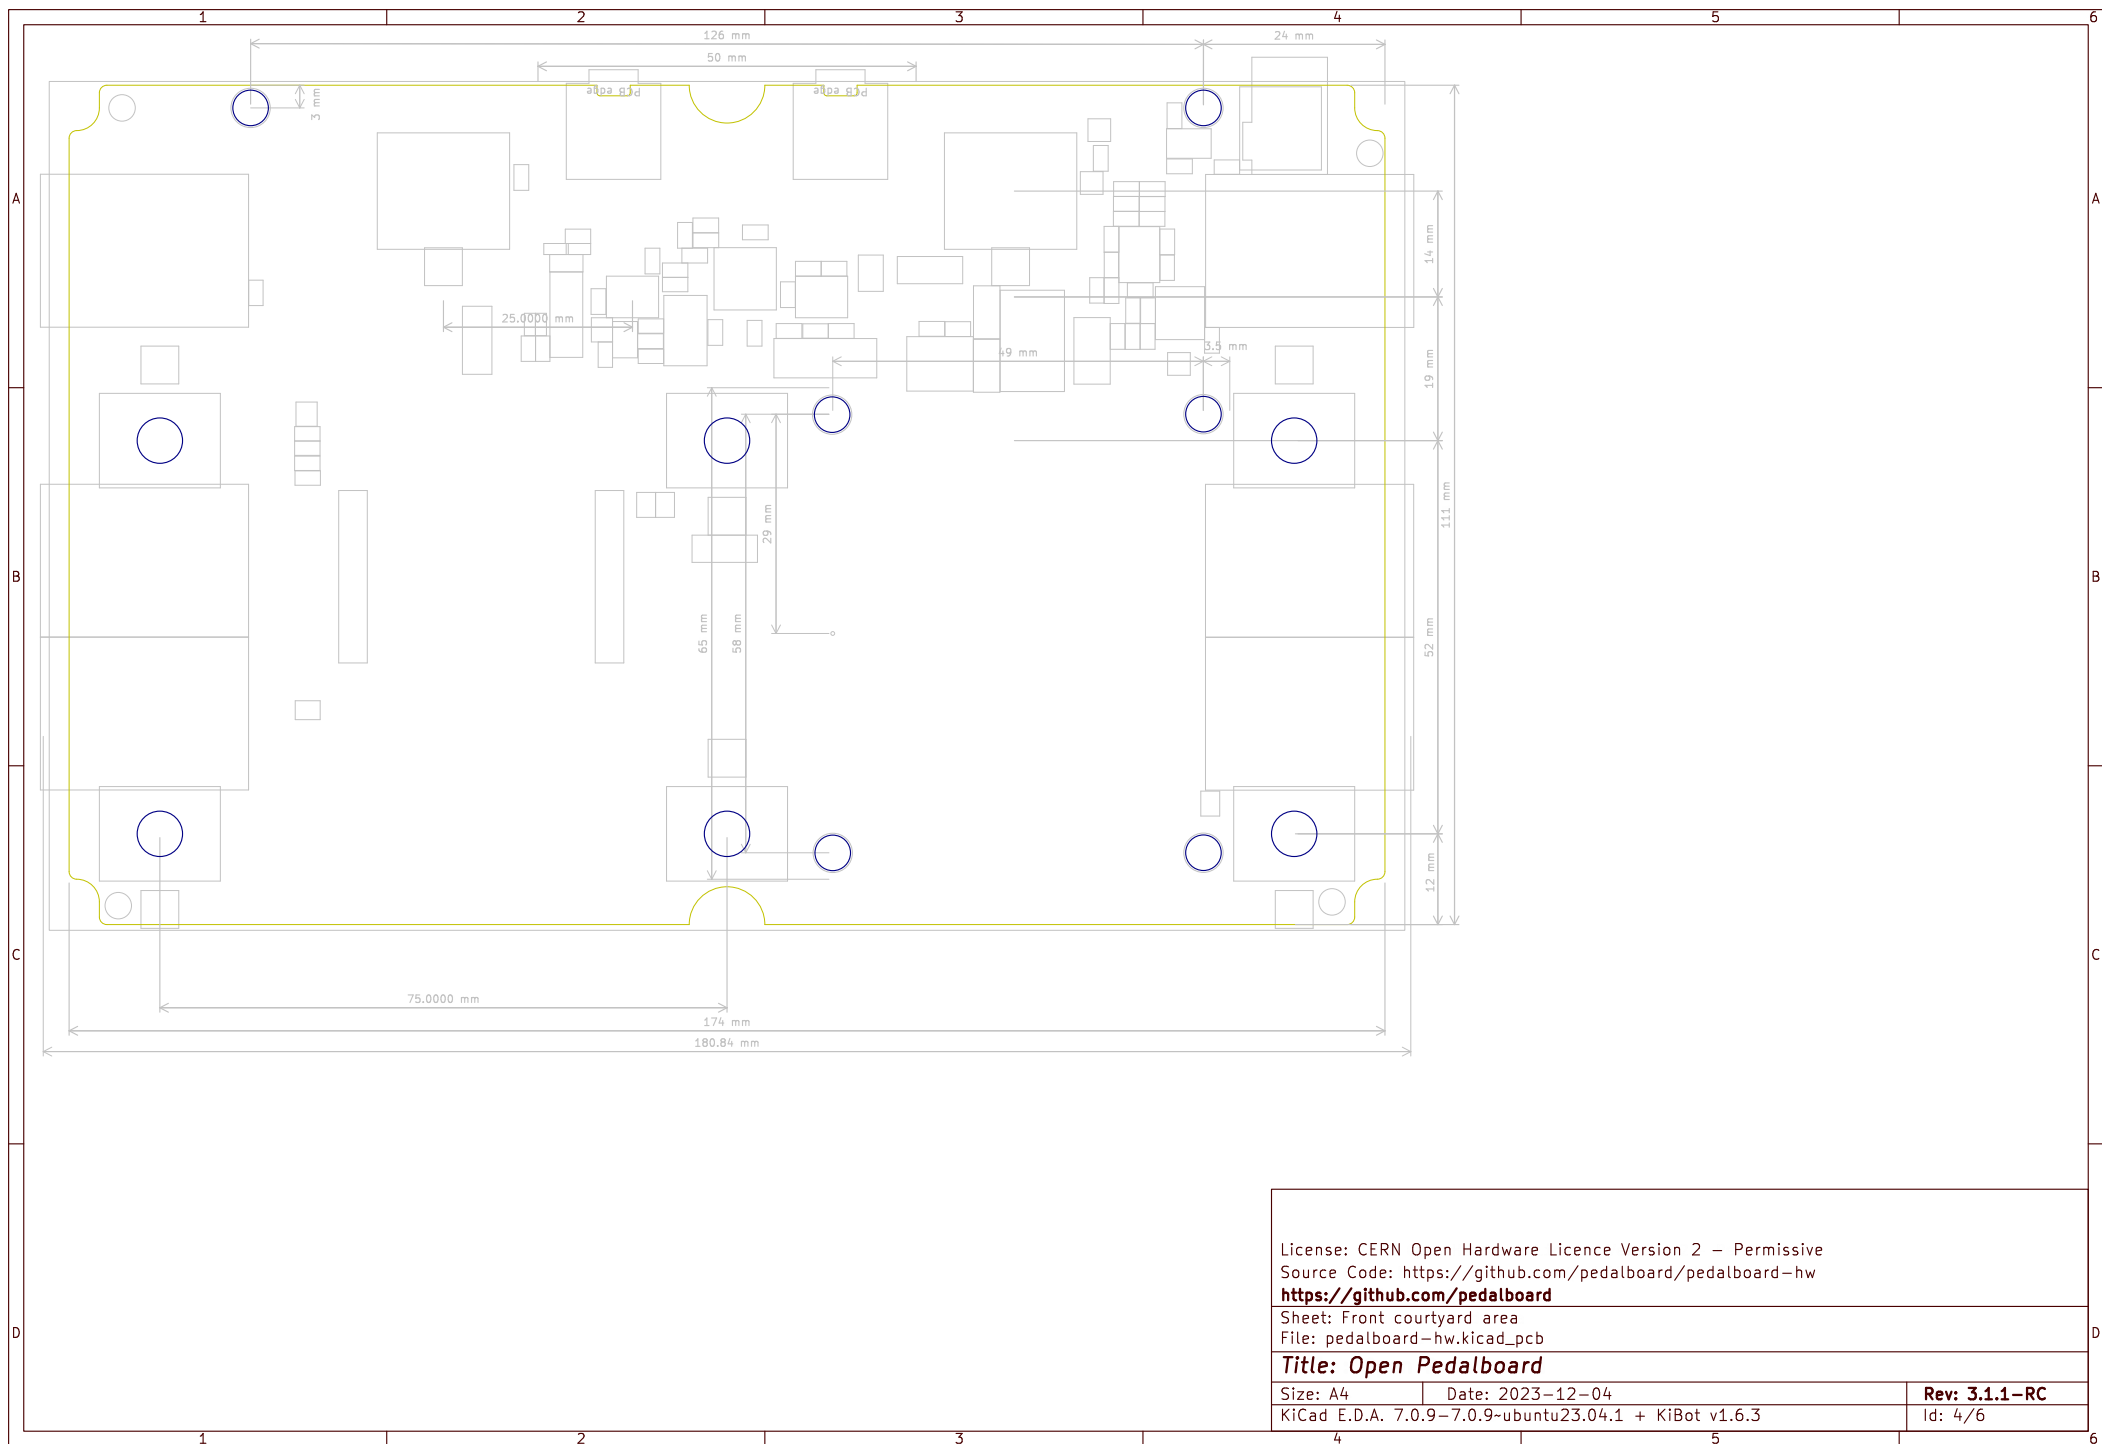 1 2 3 4 5 6
126 mm 24 mm
50 mm
PCB edge PCB edge
3 mm
A A
14 mm
25.0000 mm
49 mm 3.5 mm
19 mm
111 mm
29 mm
B B
65 mm 58 mm 52 mm
12 mm
C C
75.0000 mm
174 mm
180.84 mm
License: CERN Open Hardware Licence Version 2 – Permissive
Source Code: https://github.com/pedalboard/pedalboard-hw
https://github.com/pedalboard
Sheet: Front courtyard area
D D
File: pedalboard-hw.kicad_pcb
Title: Open Pedalboard
Size: A4 Date: 2023-12-04 Rev: 3.1.1-RC
KiCad E.D.A. 7.0.9-7.0.9~ubuntu23.04.1 + KiBot v1.6.3 Id: 4/6
1 2 3 4 5 6